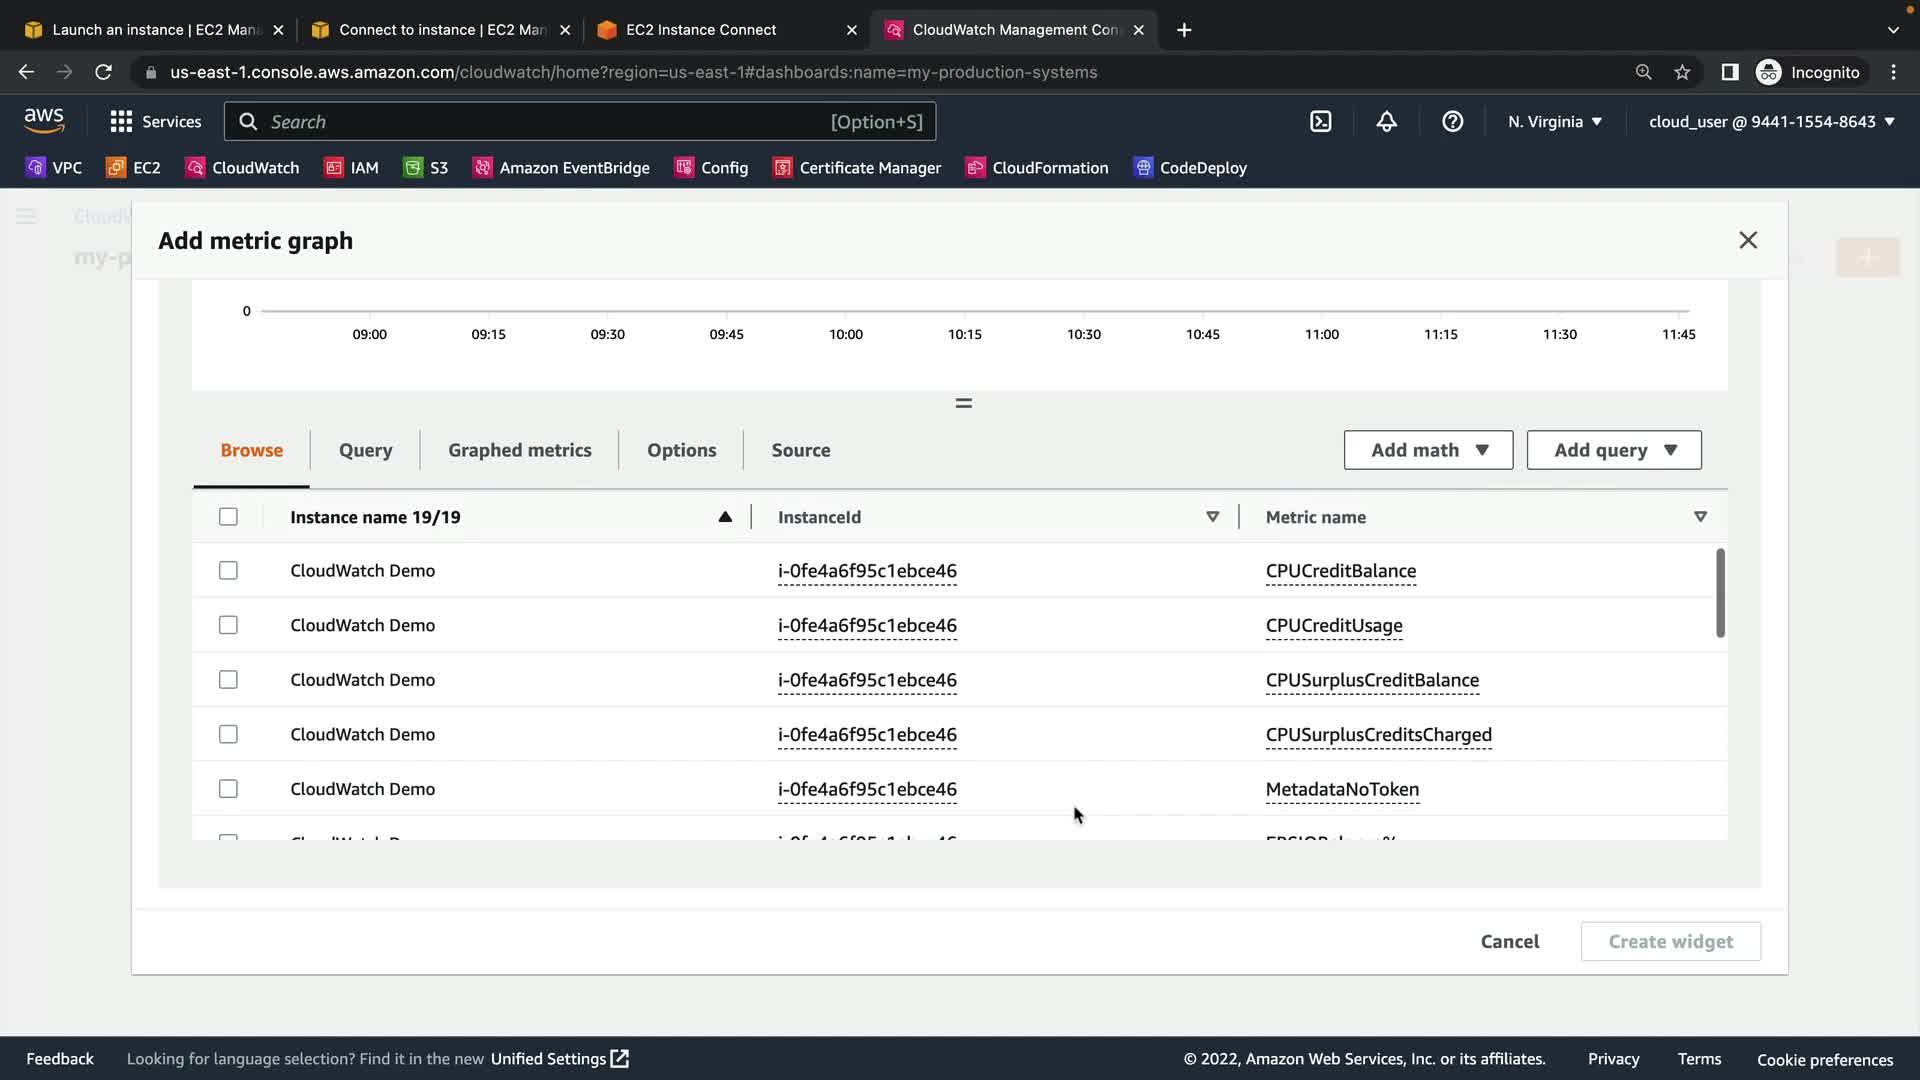 Launch an instance | EC2 Mana
Connect to instance | EC2 Man
EC2 Instance Connect
CloudWatch Management Con
us-east-1.console.aws.amazon.com/cloudwatch/home?region=us-east-1#dashboards:name=my-production-systems
Incognito
aws
Services
Search
[Option+S]
N. Virginia
cloud_user @ 9441-1554-8643
VPC
EC2
CloudWatch
IAM
S3
Amazon EventBridge
Config
Certificate Manager
CloudFormation
CodeDeploy
CloudW
my-p
Add metric graph
0
09:00 09:15 09:30 09:45 10:00 10:15 10:30 10:45 11:00 11:15 11:30 11:45
Browse
Query
Graphed metrics
Options
Source
Add math
Add query
Instance name 19/19 InstanceId Metric name
CloudWatch Demo i-0fe4a6f95c1ebce46 CPUCreditBalance
CloudWatch Demo i-0fe4a6f95c1ebce46 CPUCreditUsage
CloudWatch Demo i-0fe4a6f95c1ebce46 CPUSurplusCreditBalance
CloudWatch Demo i-0fe4a6f95c1ebce46 CPUSurplusCreditsCharged
CloudWatch Demo i-0fe4a6f95c1ebce46 MetadataNoToken
Cancel
Create widget
Feedback
Looking for language selection? Find it in the new Unified Settings
© 2022, Amazon Web Services, Inc. or its affiliates.
Privacy
Terms
Cookie preferences